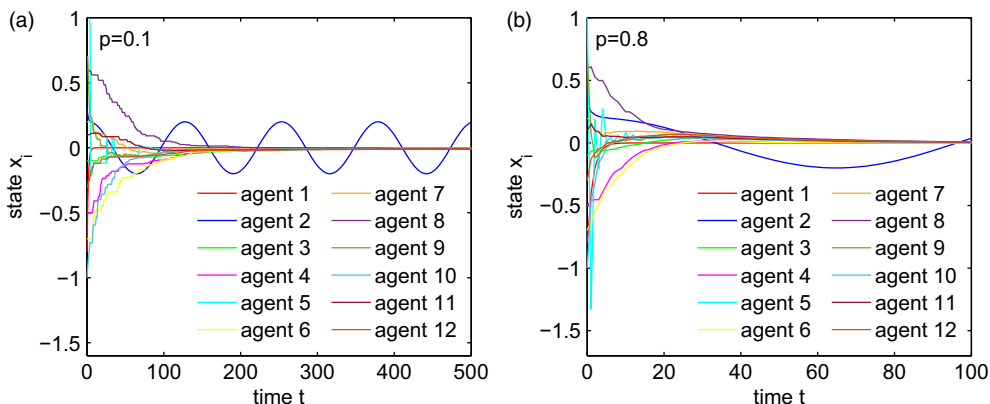 (a)
p=0.1
1
0.5
0
−0.5
−1
−1.5
state x_i
agent 1
agent 2
agent 3
agent 4
agent 5
agent 6
agent 7
agent 8
agent 9
agent 10
agent 11
agent 12
0 100 200 300 400 500
time t
(b)
p=0.8
1
0.5
0
−0.5
−1
−1.5
state x_i
agent 1
agent 2
agent 3
agent 4
agent 5
agent 6
agent 7
agent 8
agent 9
agent 10
agent 11
agent 12
0 20 40 60 80 100
time t